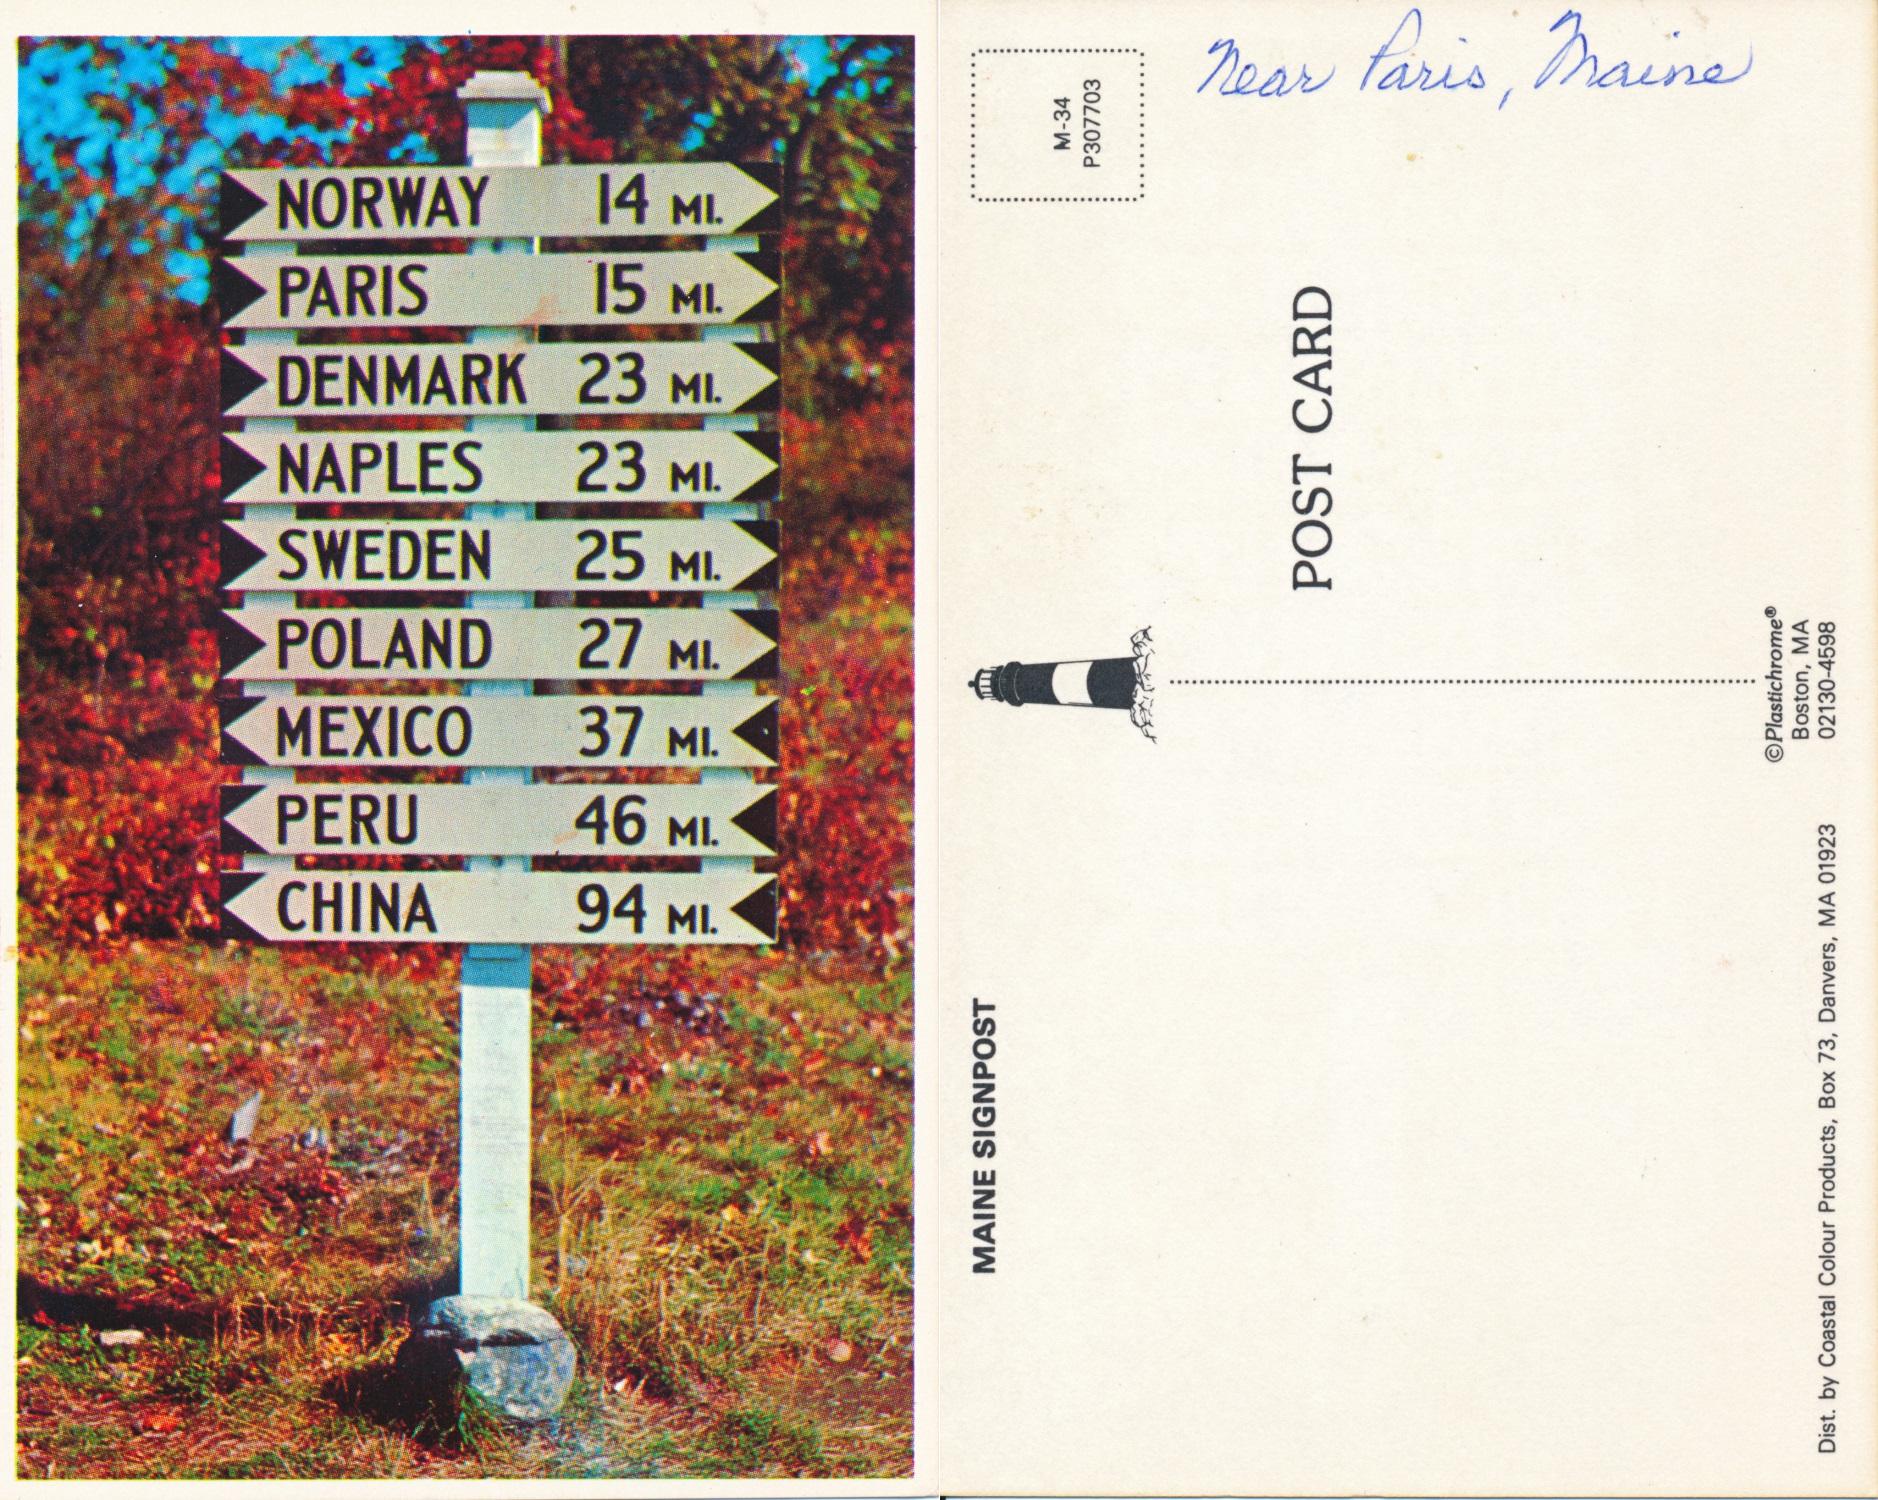 NORWAY 14 MI.
PARIS 15 MI.
DENMARK 23 MI.
NAPLES 23 MI.
SWEDEN 25 MI.
POLAND 27 MI.
MEXICO 37 MI.
PERU 46 MI.
CHINA 94 MI.
Near Paris, Maine
M-34
P307703
POST CARD
©Plastichrome®
Boston, MA
02130-4598
MAINE SIGNPOST
Dist. by Coastal Colour Products, Box 73, Danvers, MA 01923